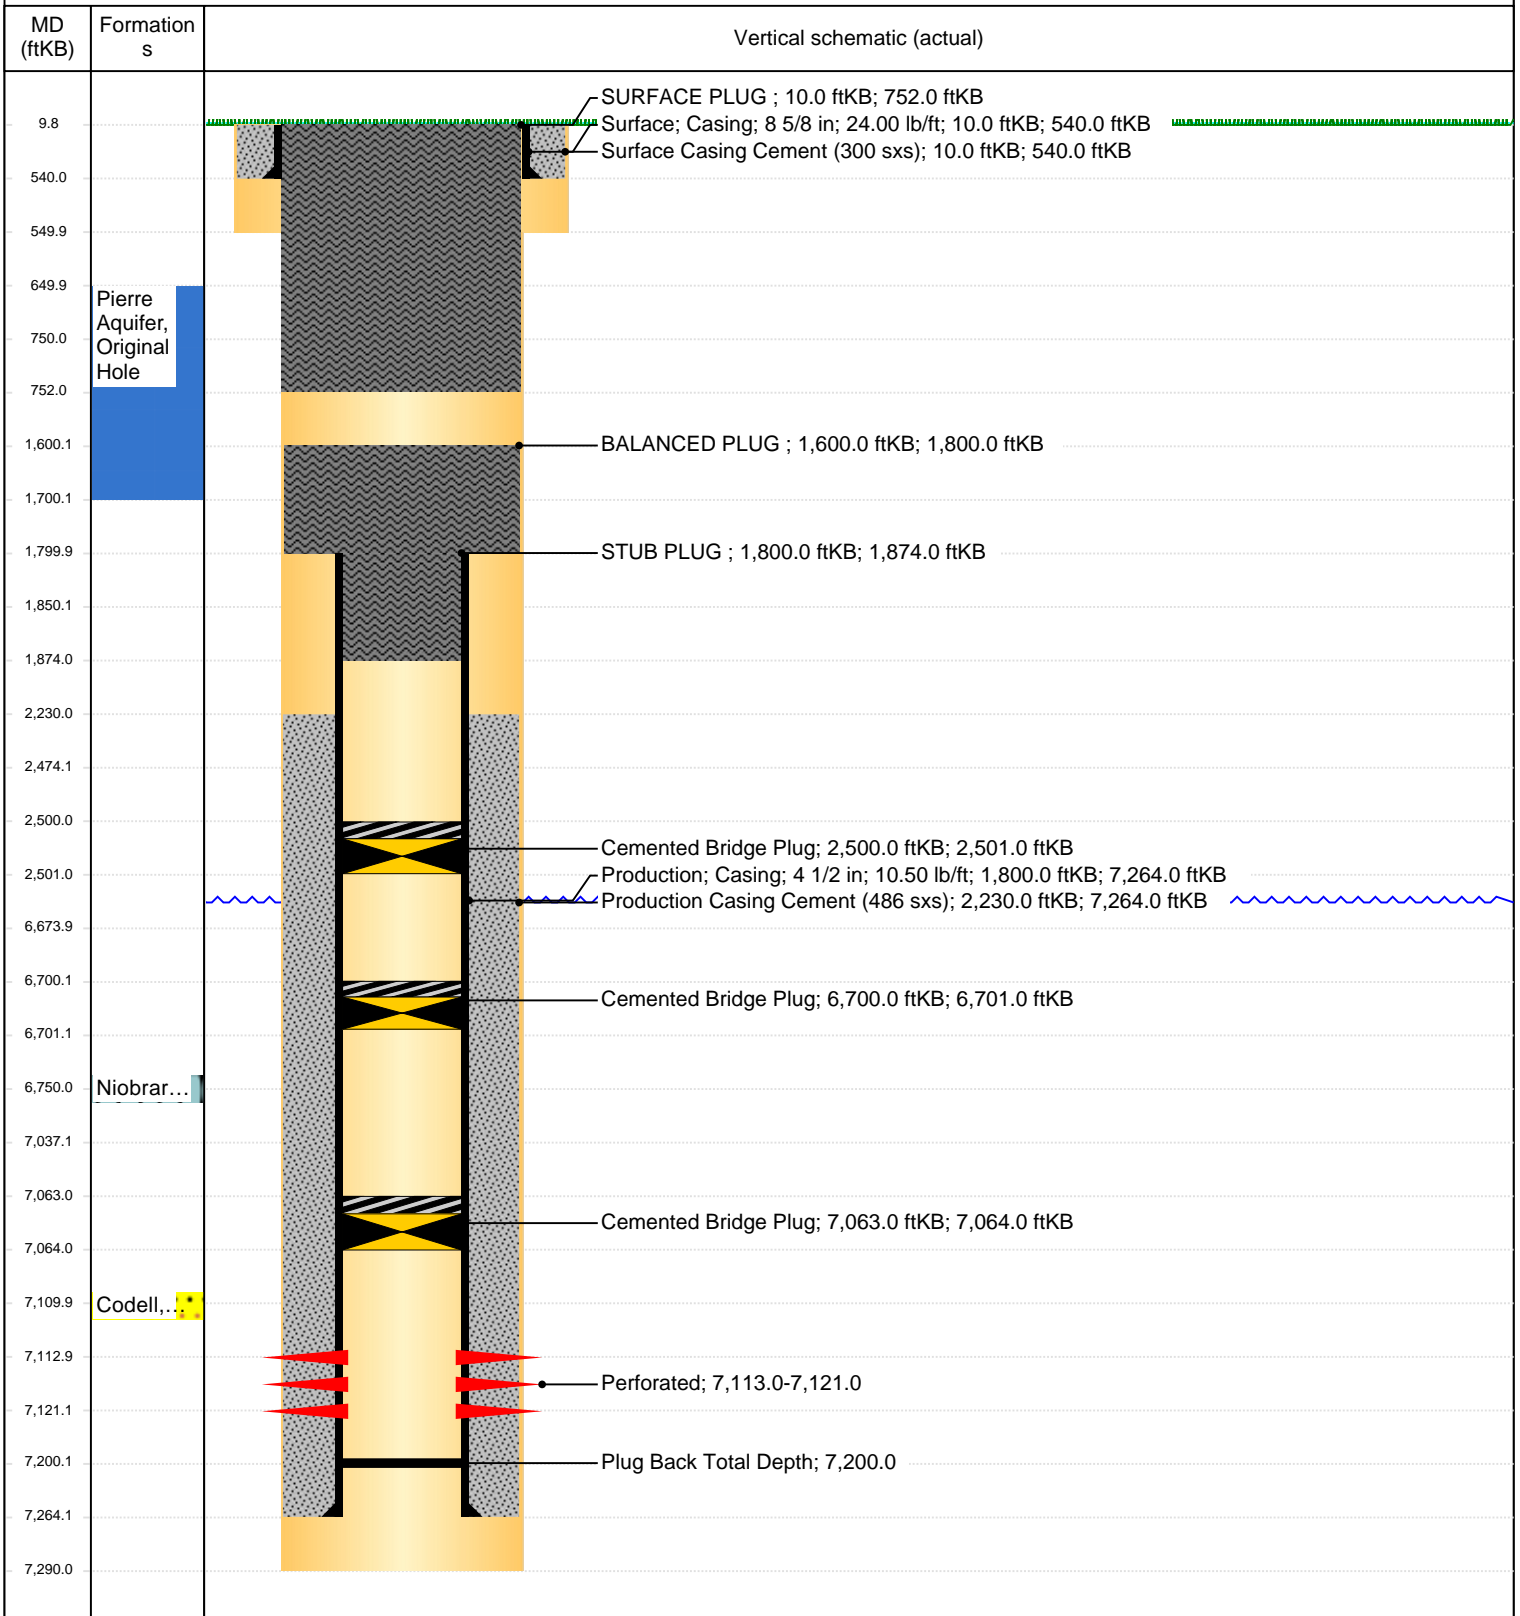 MD
(ftKB)
Formation
s
Vertical schematic (actual)
SURFACE PLUG ; 10.0 ftKB; 752.0 ftKB
9.8
Surface; Casing; 8 5/8 in; 24.00 lb/ft; 10.0 ftKB; 540.0 ftKB
Surface Casing Cement (300 sxs); 10.0 ftKB; 540.0 ftKB
540.0
549.9
649.9
Pierre
Aquifer,
Original
Hole
750.0
752.0
1,600.1
BALANCED PLUG ; 1,600.0 ftKB; 1,800.0 ftKB
1,700.1
1,799.9
STUB PLUG ; 1,800.0 ftKB; 1,874.0 ftKB
1,850.1
1,874.0
2,230.0
2,474.1
2,500.0
Cemented Bridge Plug; 2,500.0 ftKB; 2,501.0 ftKB
2,501.0
Production; Casing; 4 1/2 in; 10.50 lb/ft; 1,800.0 ftKB; 7,264.0 ftKB
Production Casing Cement (486 sxs); 2,230.0 ftKB; 7,264.0 ftKB
6,673.9
6,700.1
Cemented Bridge Plug; 6,700.0 ftKB; 6,701.0 ftKB
6,701.1
6,750.0
Niobrar...
7,037.1
7,063.0
Cemented Bridge Plug; 7,063.0 ftKB; 7,064.0 ftKB
7,064.0
7,109.9
Codell,...
7,112.9
Perforated; 7,113.0-7,121.0
7,121.1
7,200.1
Plug Back Total Depth; 7,200.0
7,264.1
7,290.0